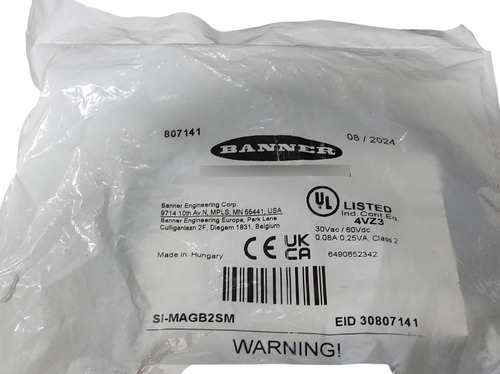 807141
BANNER
08 / 2024
Banner Engineering Corp.
9714 10th Av.N, MPLS, MN 55441, USA
Banner Engineering Europa, Park Lane
Culliganlaan 2F, Diegem 1831, Belgium
UL LISTED
Ind.Cont.Eq.
4VZ3
30Vac / 60Vdc
0.08A 0.25VA, Class 2
Made in Hungary
CE UK CA
6490652342
SI-MAGB2SM
EID 30807141
WARNING!